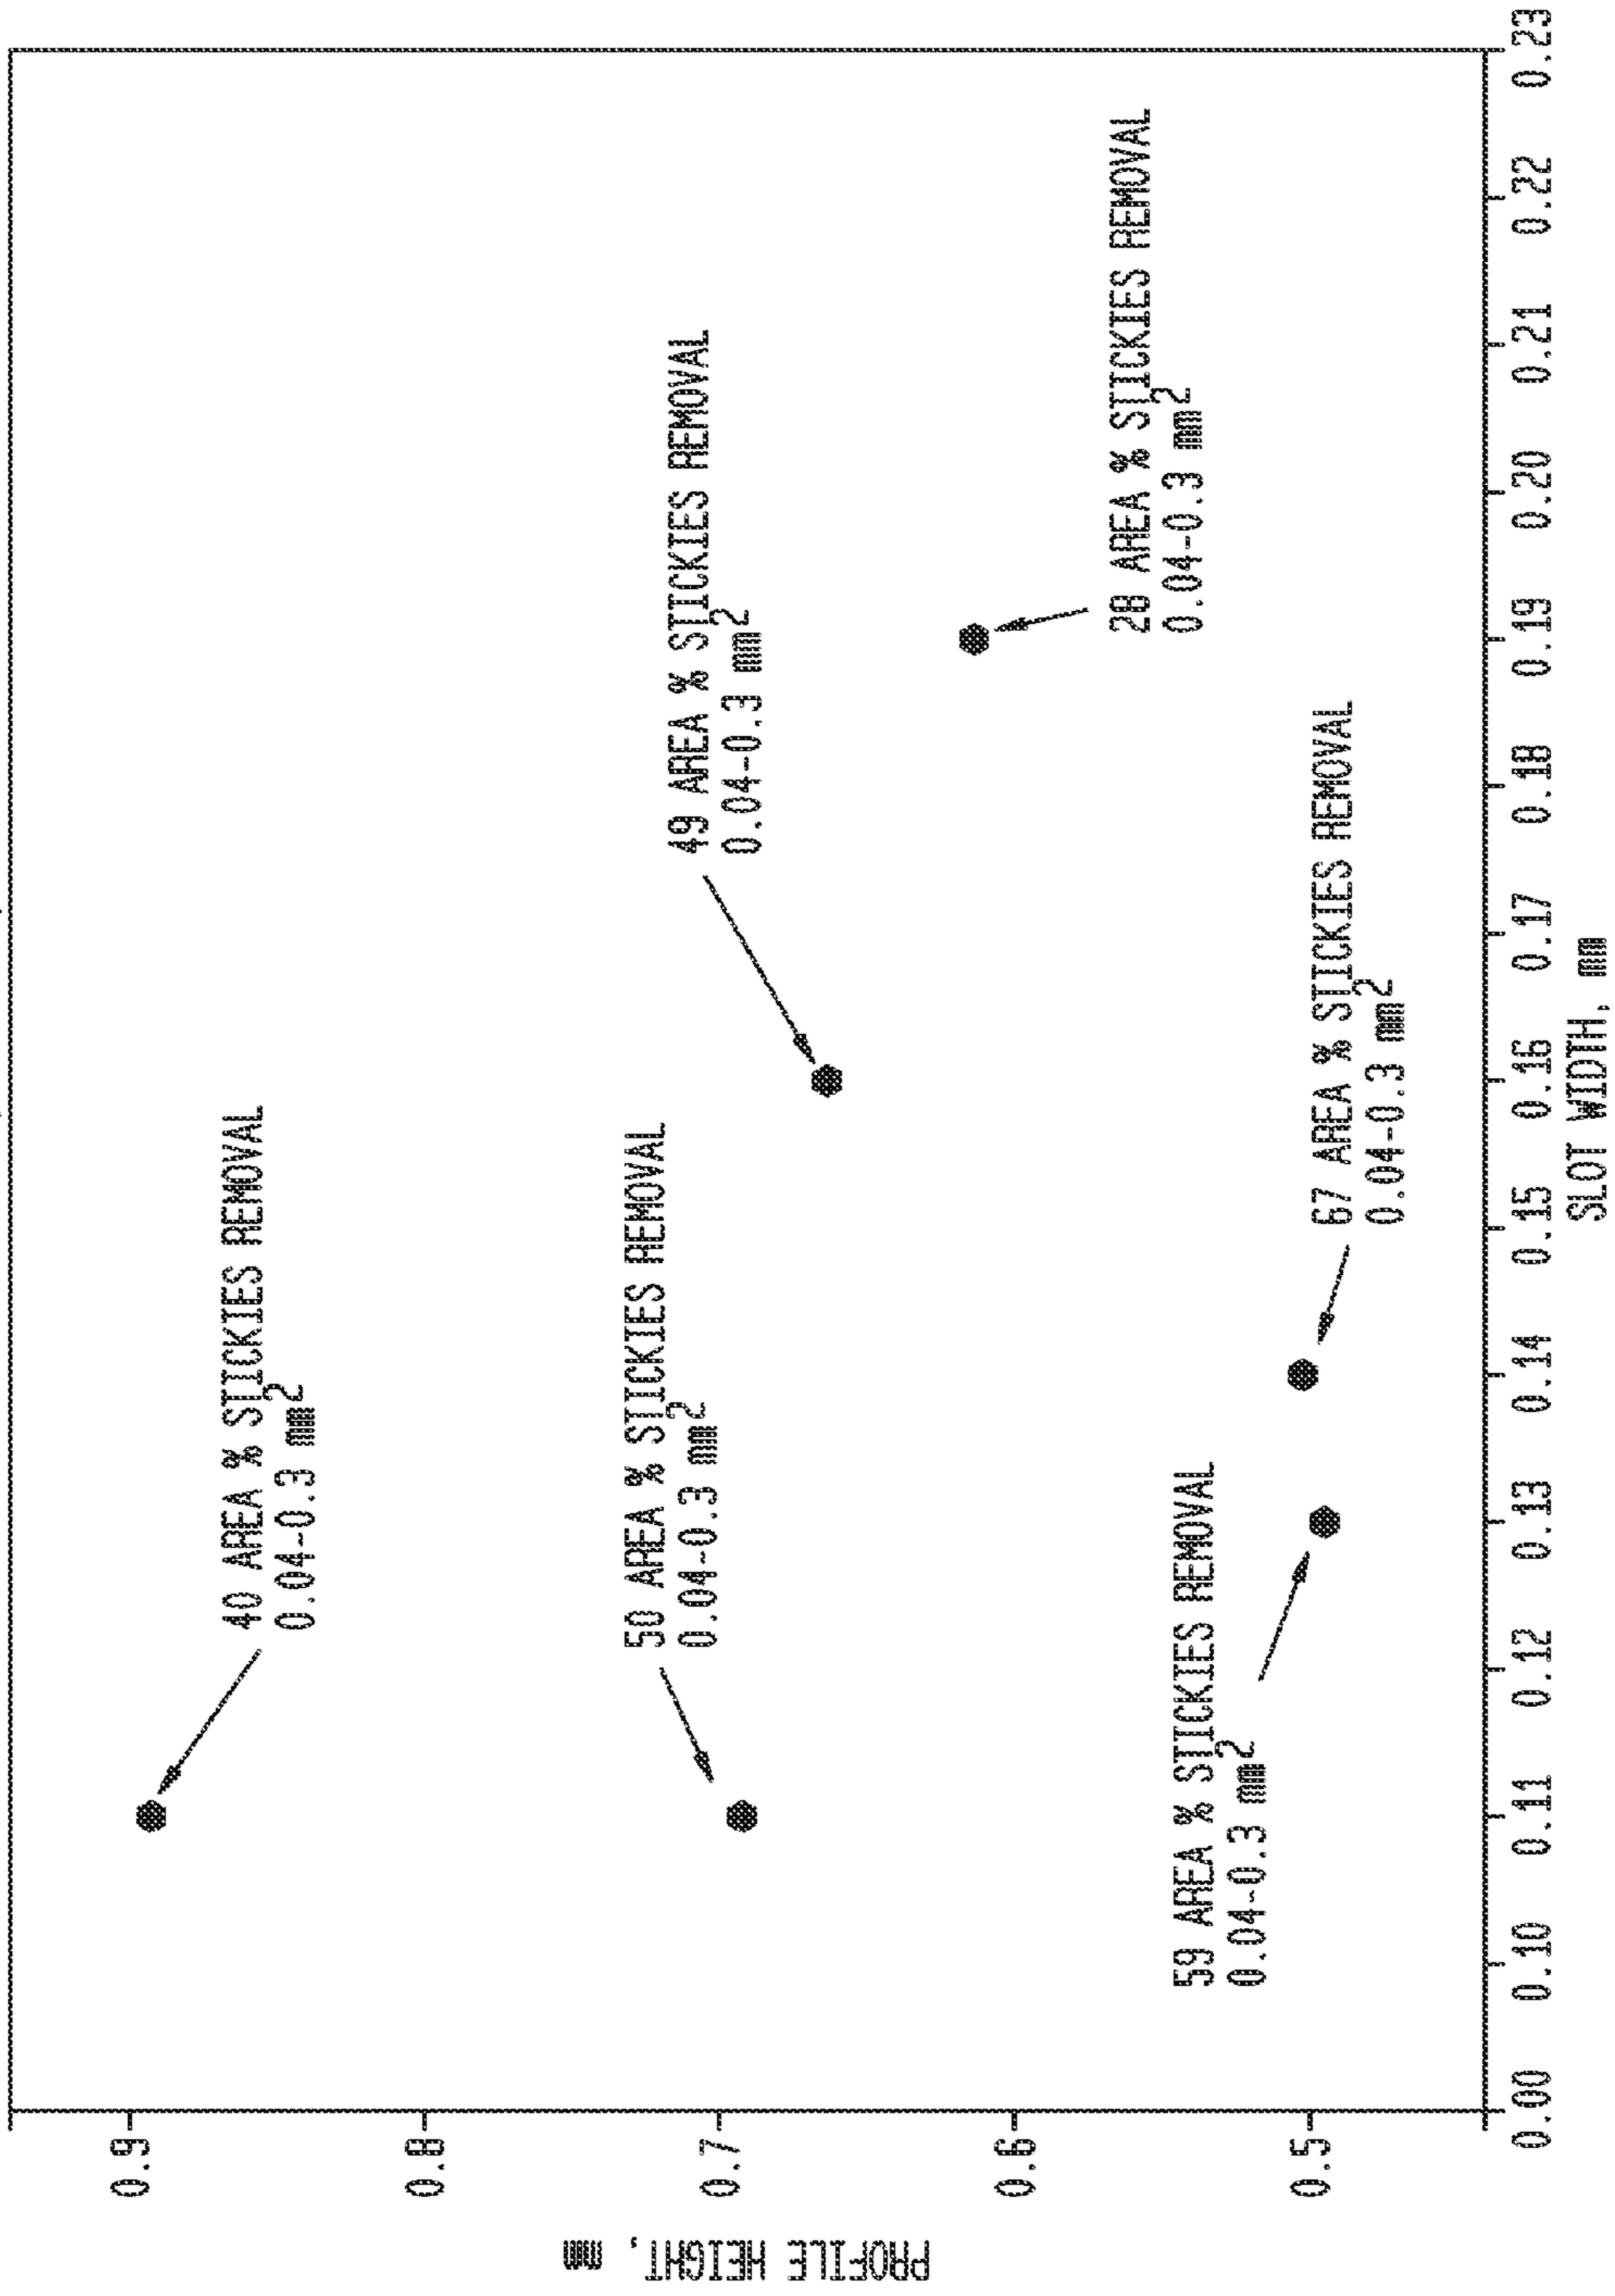 PROFILE HEIGHT, mm
0.9
0.8
0.7
0.6
0.5
40 AREA % STICKIES REMOVAL
0.04-0.3 mm²
50 AREA % STICKIES REMOVAL
0.04-0.3 mm²
49 AREA % STICKIES REMOVAL
0.04-0.3 mm²
28 AREA % STICKIES REMOVAL
0.04-0.3 mm²
59 AREA % STICKIES REMOVAL
0.04-0.3 mm²
67 AREA % STICKIES REMOVAL
0.04-0.3 mm²
0.00 0.10 0.11 0.12 0.13 0.14 0.15 0.16 0.17 0.18 0.19 0.20 0.21 0.22 0.23
SLOT WIDTH, mm